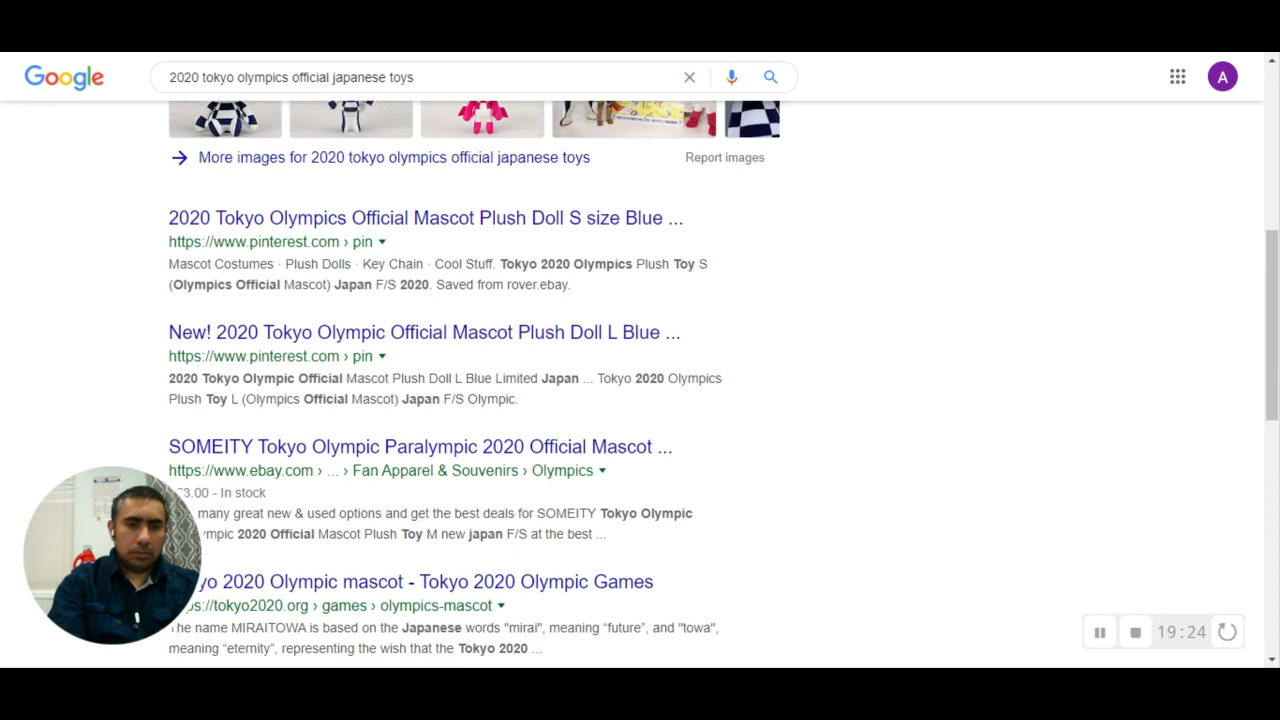 Google
2020 tokyo olympics official japanese toys
A
More images for 2020 tokyo olympics official japanese toys
Report images
2020 Tokyo Olympics Official Mascot Plush Doll S size Blue ...
https://www.pinterest.com › pin
Mascot Costumes · Plush Dolls · Key Chain · Cool Stuff. Tokyo 2020 Olympics Plush Toy S
(Olympics Official Mascot) Japan F/S 2020. Saved from rover.ebay.
New! 2020 Tokyo Olympic Official Mascot Plush Doll L Blue ...
https://www.pinterest.com › pin
2020 Tokyo Olympic Official Mascot Plush Doll L Blue Limited Japan ... Tokyo 2020 Olympics
Plush Toy L (Olympics Official Mascot) Japan F/S Olympic.
SOMEITY Tokyo Olympic Paralympic 2020 Official Mascot ...
https://www.ebay.com › ... › Fan Apparel & Souvenirs › Olympics
3.00 - In stock
many great new & used options and get the best deals for SOMEITY Tokyo Olympic
mpic 2020 Official Mascot Plush Toy M new japan F/S at the best ...
yo 2020 Olympic mascot - Tokyo 2020 Olympic Games
ps://tokyo2020.org › games › olympics-mascot
The name MIRAITOWA is based on the Japanese words "mirai", meaning “future”, and "towa",
meaning “eternity”, representing the wish that the Tokyo 2020 ...
19:24